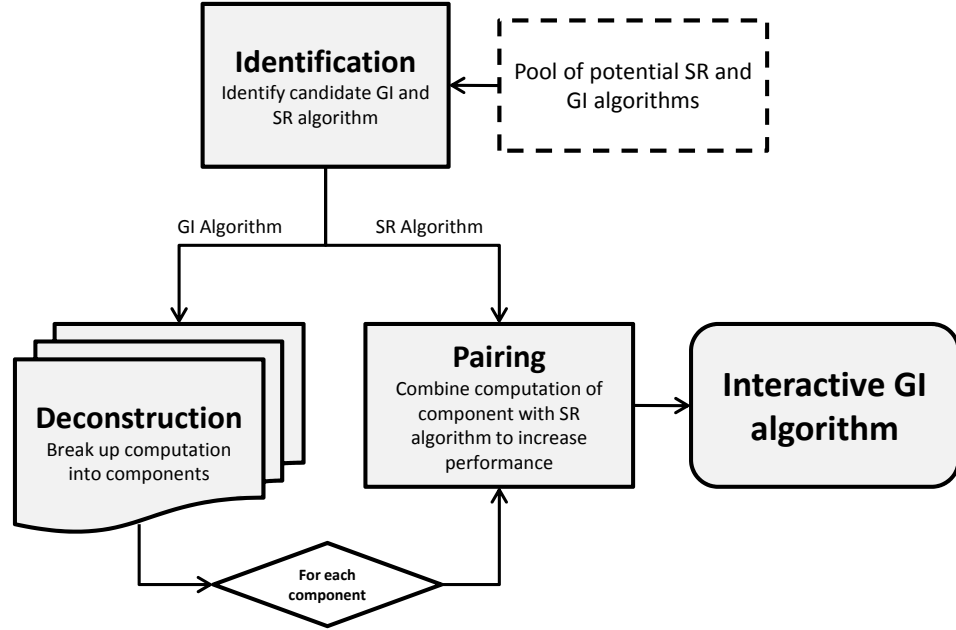 Identification
Identify candidate GI and
SR algorithm
Pool of potential SR and
GI algorithms
GI Algorithm
SR Algorithm
Deconstruction
Break up computation
into components
Pairing
Combine computation of
component with SR
algorithm to increase
performance
Interactive GI
algorithm
For each
component